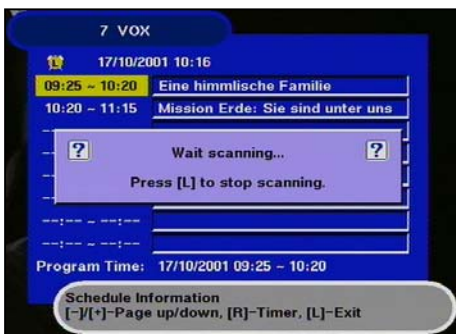 7 VOX
17/10/2001 10:16
09:25 ~ 10:20 Eine himmlische Familie
10:20 ~ 11:15 Mission Erde: Sie sind unter uns
? Wait scanning... ?
Press [L] to stop scanning.
--:-- ~ --:--
--:-- ~ --:--
Program Time: 17/10/2001 09:25 ~ 10:20
Schedule Information
[-]/[+]-Page up/down, [R]-Timer, [L]-Exit